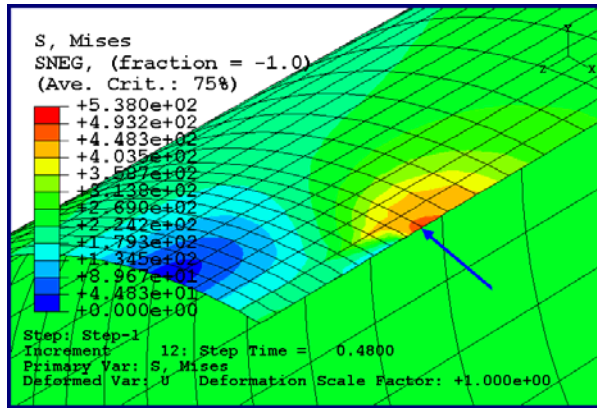 S, Mises
SNEG, (fraction = -1.0)
(Ave. Crit.: 75%)
+5.380e+02
+4.932e+02
+4.483e+02
+4.035e+02
+3.587e+02
+3.138e+02
+2.690e+02
+2.242e+02
+1.793e+02
+1.345e+02
+8.967e+01
+4.483e+01
+0.000e+00
Y
Z X
Step: Step-1
Increment 12: Step Time = 0.4800
Primary Var: S, Mises
Deformed Var: U Deformation Scale Factor: +1.000e+00